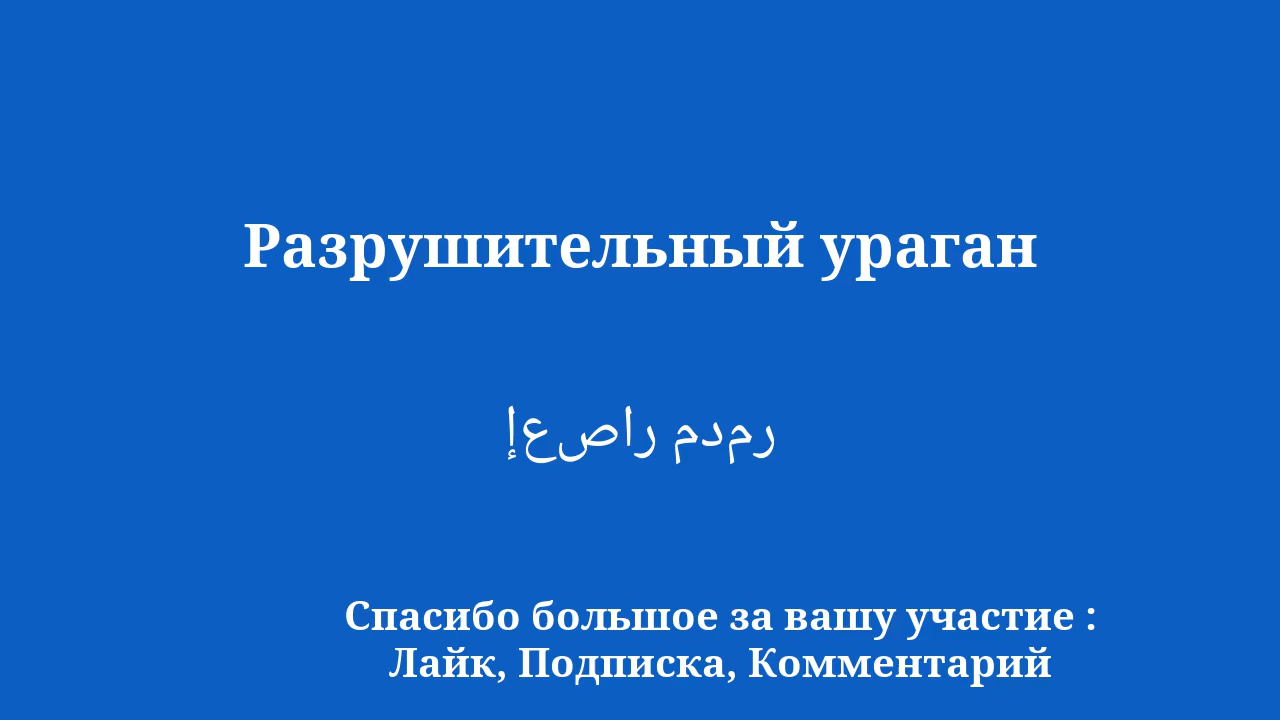 Разрушительный ураган
إعصار مدمر
Спасибо большое за вашу участие :
Лайк, Подписка, Комментарий